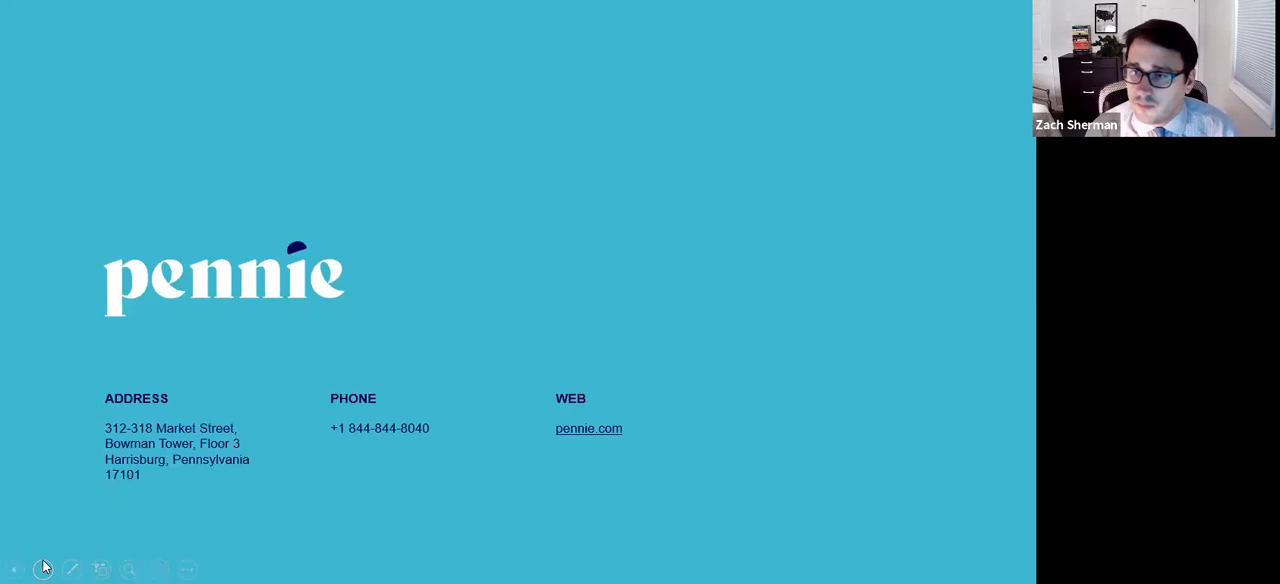 Zach Sherman
pennie
ADDRESS
312-318 Market Street,
Bowman Tower, Floor 3
Harrisburg, Pennsylvania
17101
PHONE
+1 844-844-8040
WEB
pennie.com